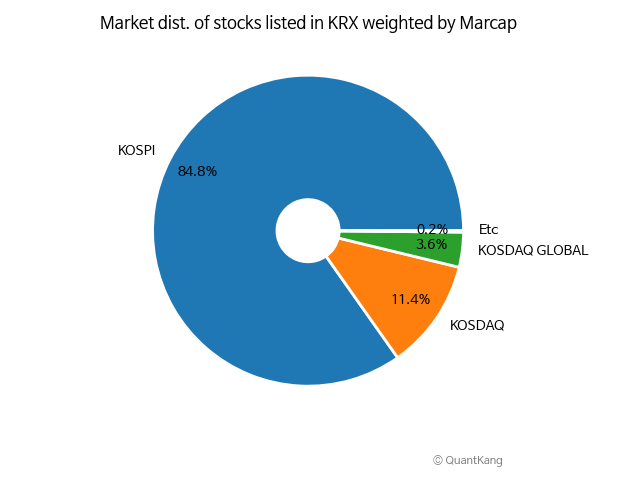 Market dist. of stocks listed in KRX weighted by Marcap
KOSPI
84.8%
0.2%
Etc
3.6%
KOSDAQ GLOBAL
11.4%
KOSDAQ
© QuantKang